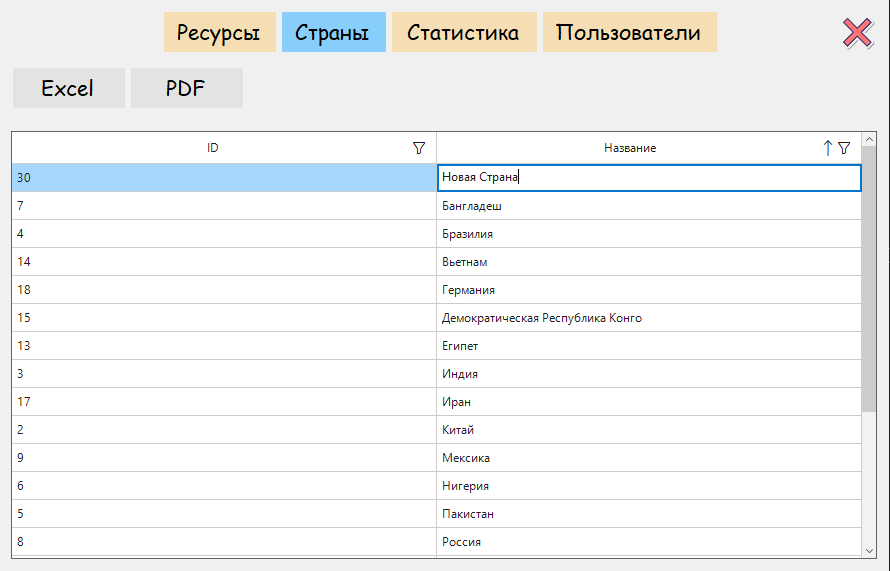 Ресурсы Страны Статистика Пользователи
Excel PDF
ID Название
30 Новая Страна
7 Бангладеш
4 Бразилия
14 Вьетнам
18 Германия
15 Демократическая Республика Конго
13 Египет
3 Индия
17 Иран
2 Китай
9 Мексика
6 Нигерия
5 Пакистан
8 Россия